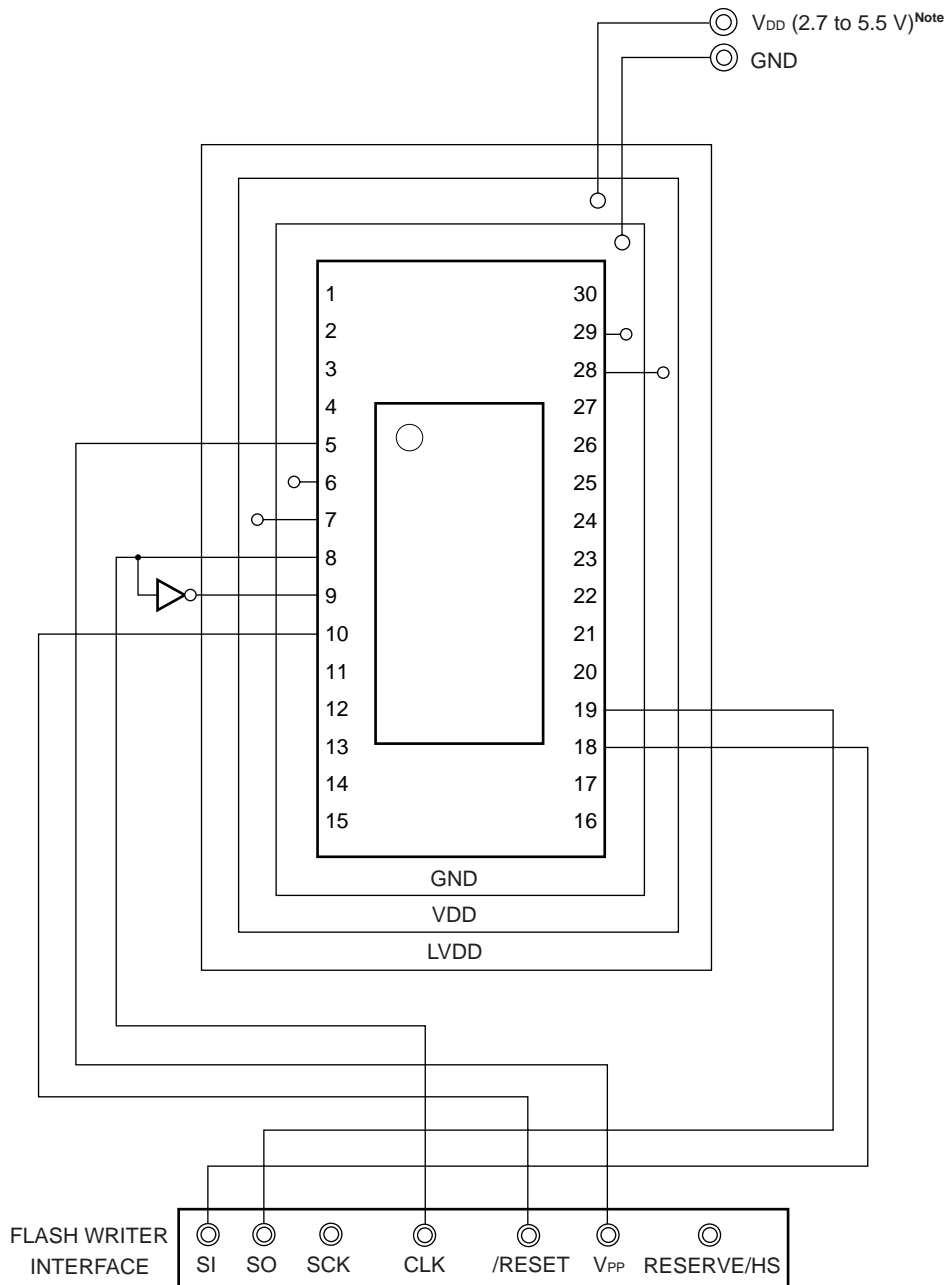 VDD (2.7 to 5.5 V)Note
GND
1 30
2 29
3 28
4 27
5 26
6 25
7 24
8 23
9 22
10 21
11 20
12 19
13 18
14 17
15 16
GND
VDD
LVDD
FLASH WRITER
INTERFACE
SI SO SCK CLK /RESET VPP RESERVE/HS